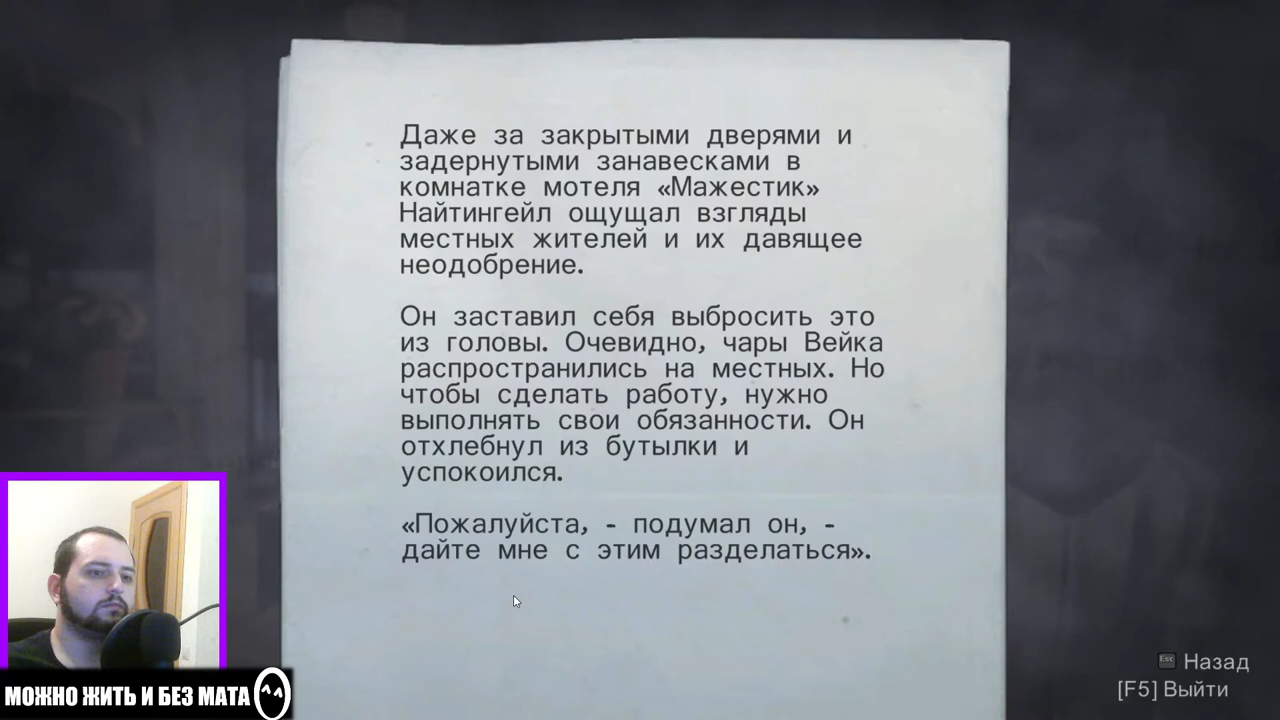 Даже за закрытыми дверями и
задернутыми занавесками в
комнатке мотеля «Мажестик»
Найтингейл ощущал взгляды
местных жителей и их давящее
неодобрение.
Он заставил себя выбросить это
из головы. Очевидно, чары Вейка
распространились на местных. Но
чтобы сделать работу, нужно
выполнять свои обязанности. Он
отхлебнул из бутылки и
успокоился.
«Пожалуйста, - подумал он, -
дайте мне с этим разделаться».
МОЖНО ЖИТЬ И БЕЗ МАТА
Esc Назад
[F5] Выйти